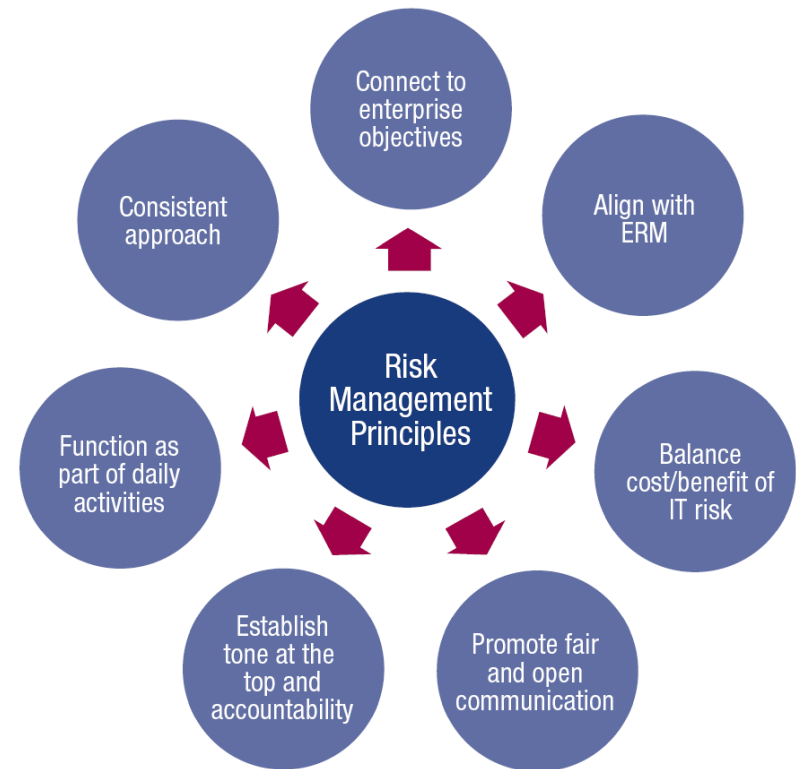 Connect to
enterprise
objectives
Align with
ERM
Balance
cost/benefit of
IT risk
Promote fair
and open
communication
Establish
tone at the
top and
accountability
Function as
part of daily
activities
Consistent
approach
Risk
Management
Principles